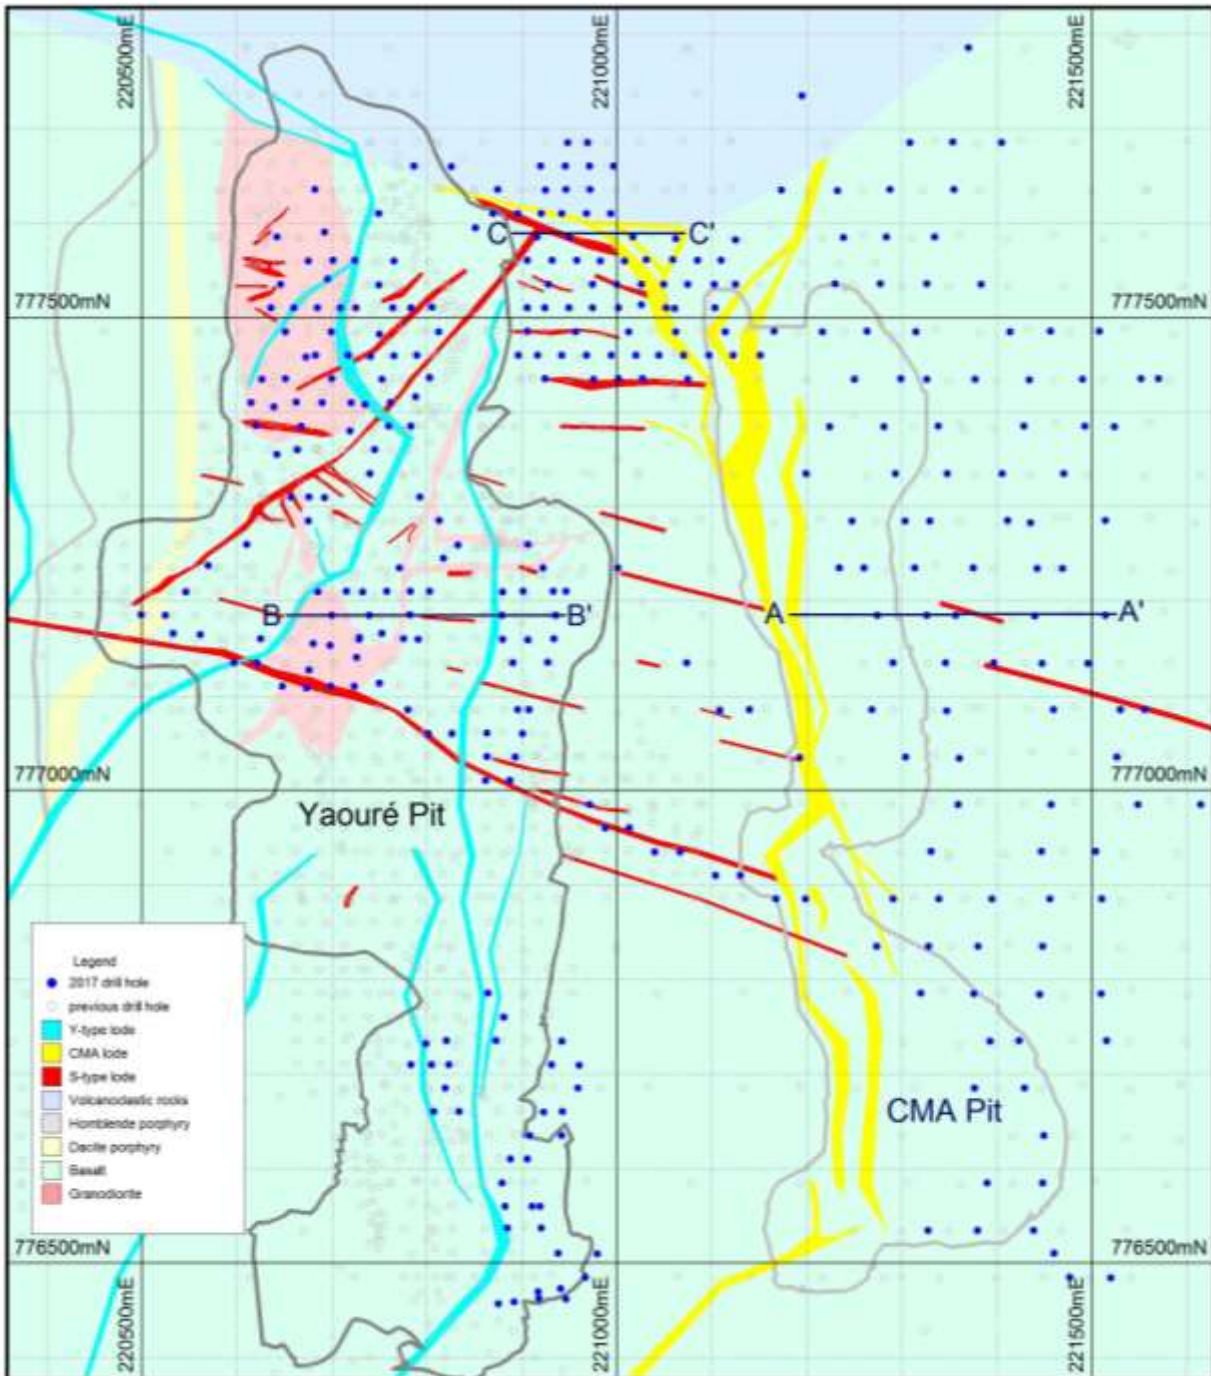 220500mE
221000mE
221500mE
C
C'
777500mN
777500mN
B
B'
A
A'
777000mN
777000mN
Yaouré Pit
Legend
2017 drill hole
previous drill hole
Y-type lode
CMA lode
S-type lode
Volcanoclastic rocks
Hornblende porphyry
Dacite porphyry
Basalt
Granodiorite
CMA Pit
776500mN
776500mN
220500mE
221000mE
221500mE